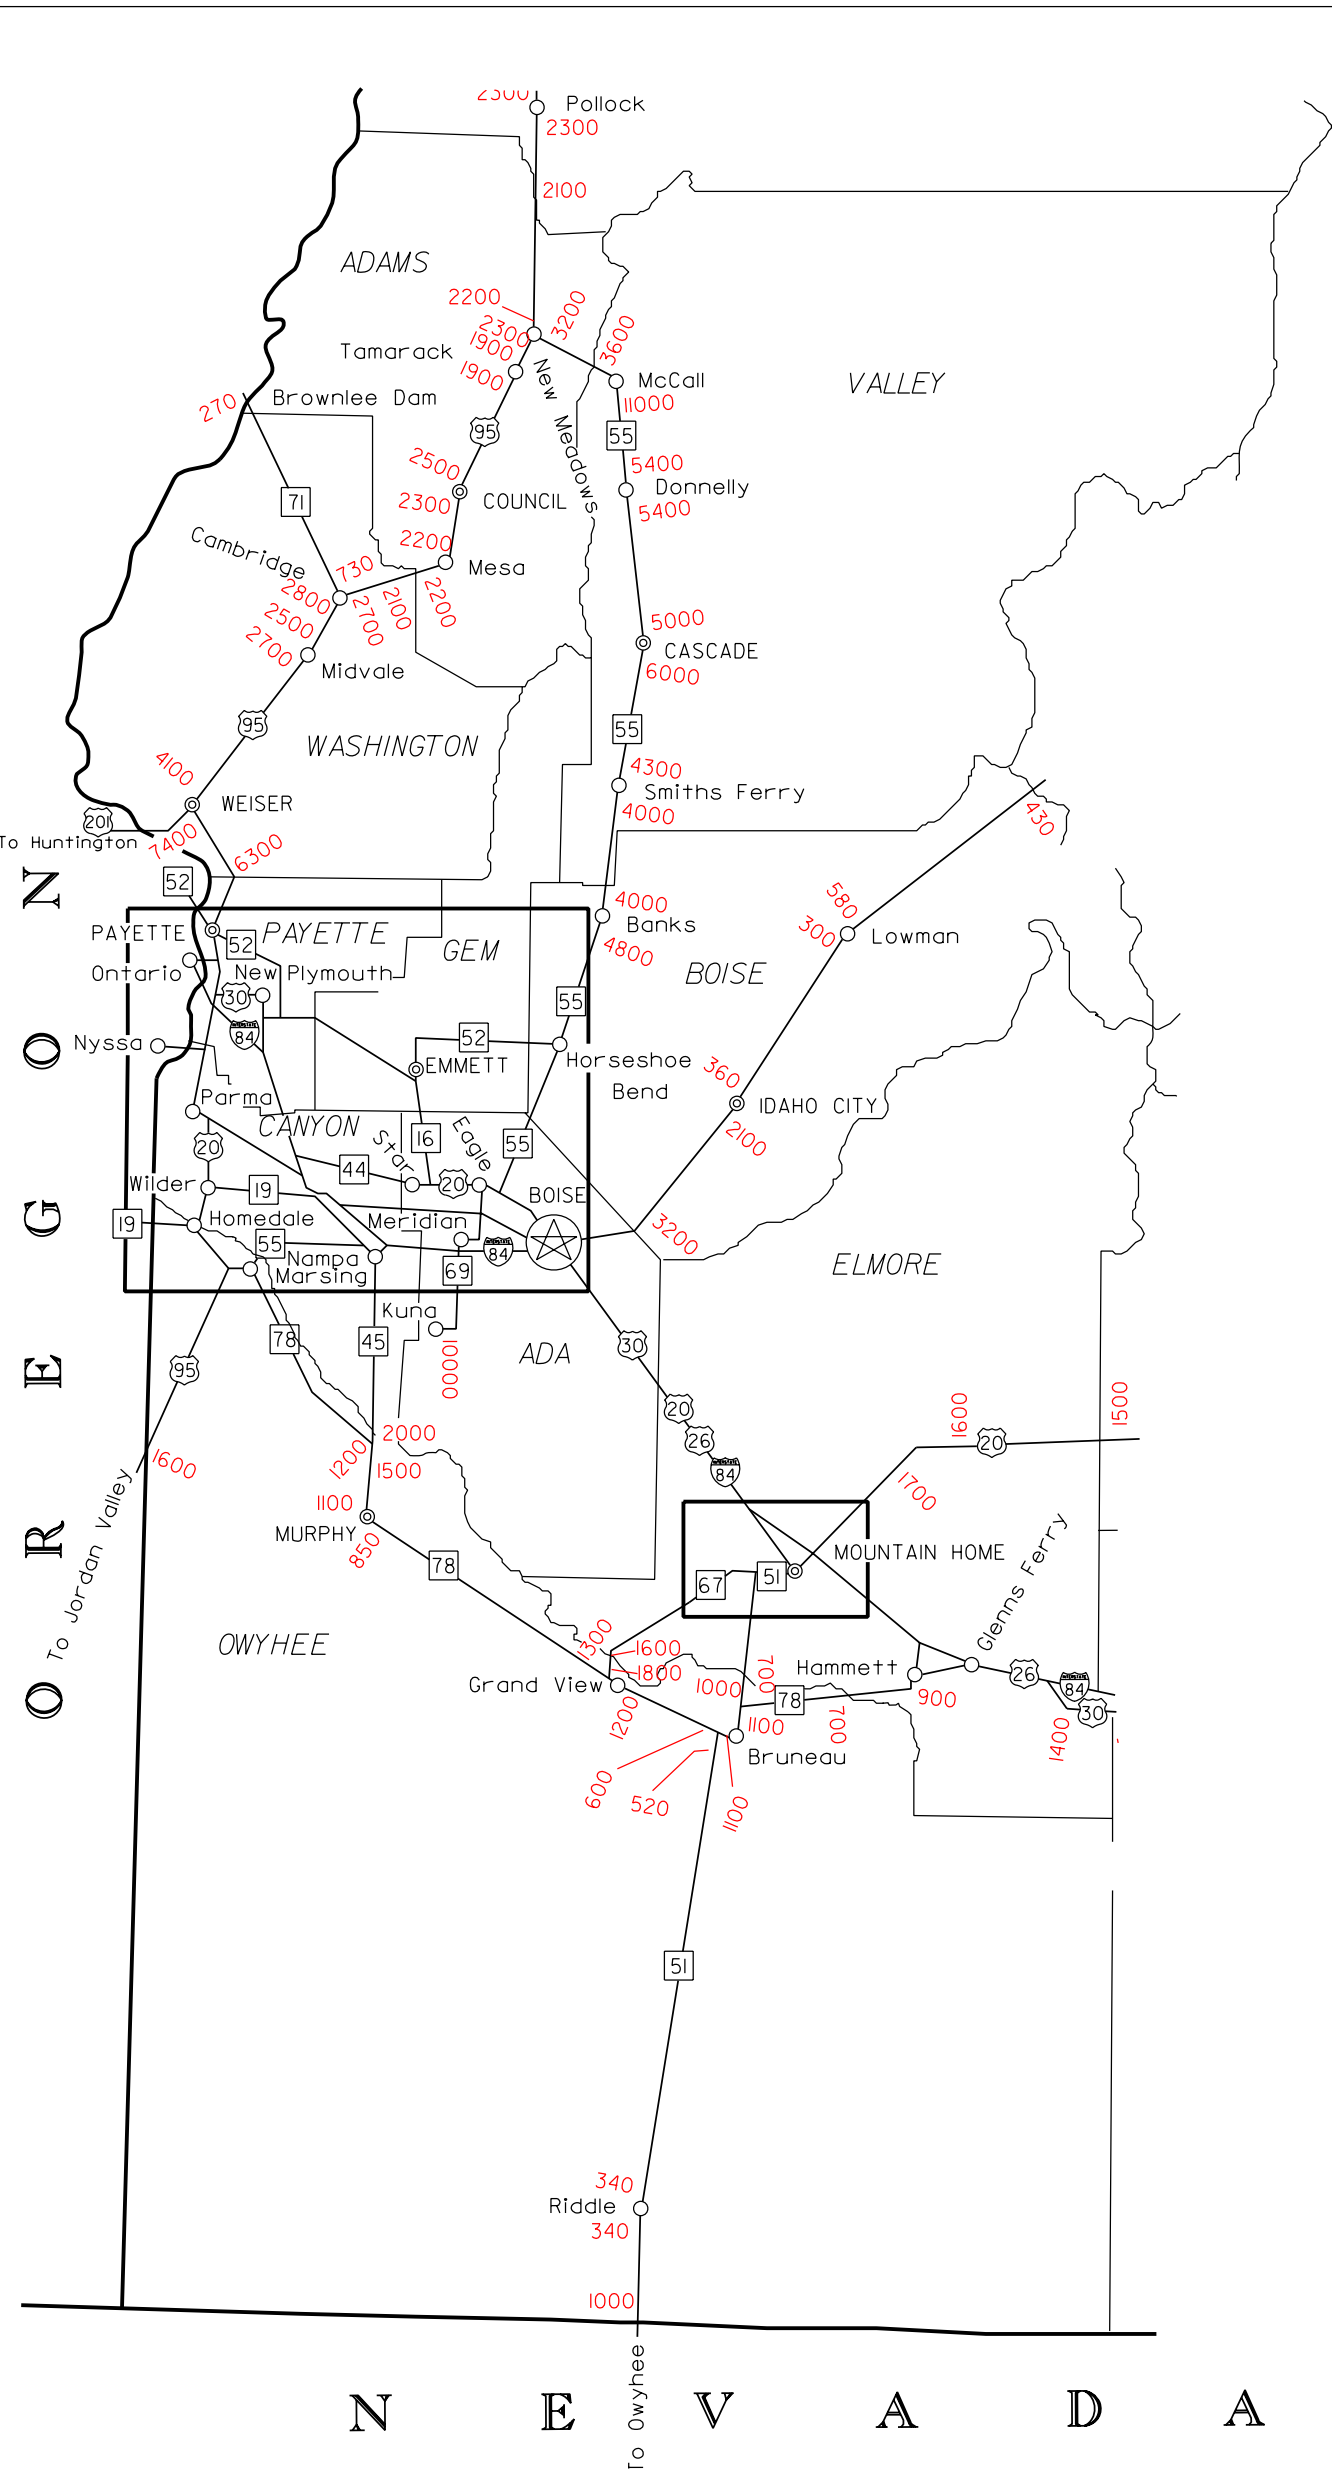 2300
Pollock
2300
2100
ADAMS
2200
3200
2300
3600
1900
Tamarack
1900
New Meadows
McCall
VALLEY
11000
270
Brownlee Dam
95
55
2500
5400
Donnelly
71
2300
COUNCIL
5400
Cambridge
2200
730
Mesa
2800
2700
2100
2200
2500
2700
5000
CASCADE
Midvale
6000
95
55
WASHINGTON
4100
4300
Smiths Ferry
WEISER
4000
201
To Huntington
7400
6300
430
52
580
4000
Banks
PAYETTE
PAYETTE
52
GEM
300
Lowman
4800
Ontario
New Plymouth
BOISE
30
55
84
52
Nyssa
Horseshoe
Bend
EMMETT
360
Parma
IDAHO CITY
CANYON
2100
20
16
55
Star
Eagle
44
Wilder
19
20
BOISE
19
Homedale
Meridian
3200
55
Nampa
84
Marsing
69
ELMORE
Kuna
78
45
1000
ADA
30
95
20
1600
1500
26
2000
20
1600
1200
1500
84
1700
1100
MURPHY
850
To Jordan Valley
MOUNTAIN HOME
78
67
51
Glenns Ferry
OWYHEE
1300
1600
1800
700
Hammett
26
Grand View
1000
84
1200
78
900
30
1100
700
1400
Bruneau
600
520
1100
51
340
Riddle
340
1000
To Owyhee
OREGON
NEVADA